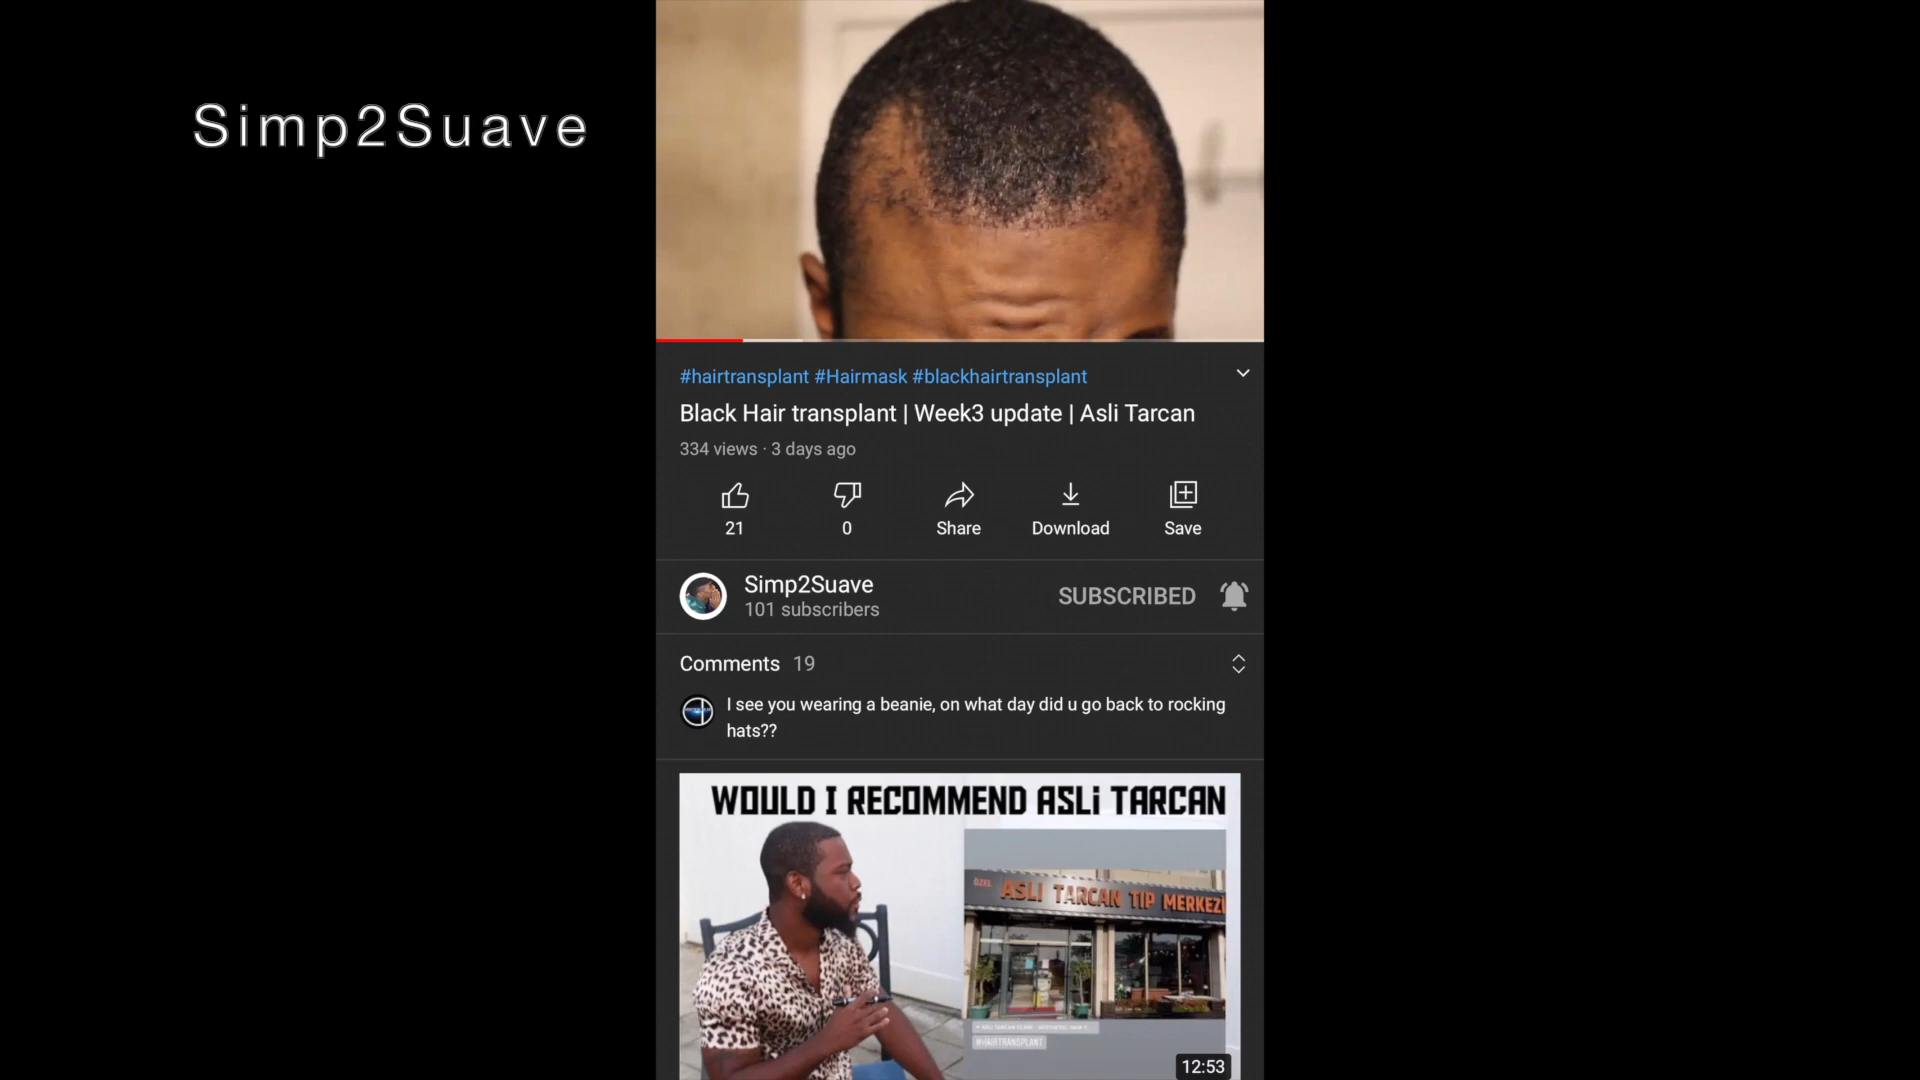 Simp2Suave
#hairtransplant #Hairmask #blackhairtransplant
Black Hair transplant | Week3 update | Asli Tarcan
334 views · 3 days ago
21
0
Share
Download
Save
Simp2Suave
101 subscribers
SUBSCRIBED
Comments 19
I see you wearing a beanie, on what day did u go back to rocking
hats??
WOULD I RECOMMEND ASLi TARCAN
ÖZEL ASLI TARCAN TIP MERKEZİ
#HAIRTRANSPLANT
12:53